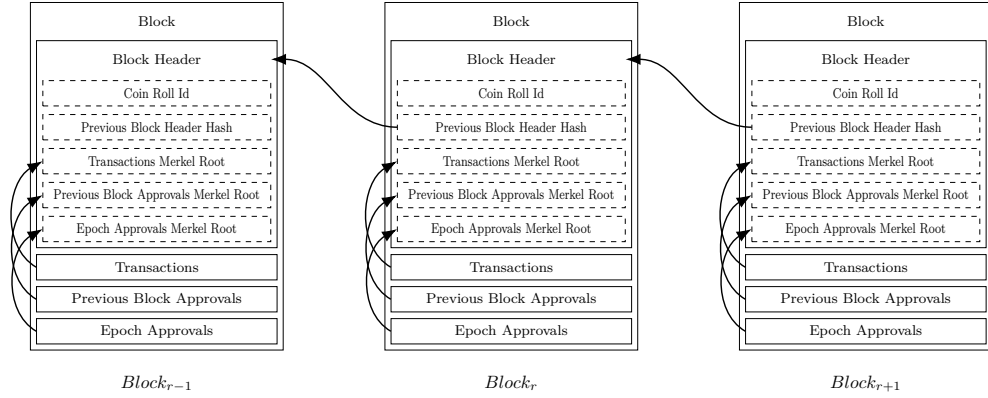 Block
Block Header
Coin Roll Id
Previous Block Header Hash
Transactions Merkel Root
Previous Block Approvals Merkel Root
Epoch Approvals Merkel Root
Transactions
Previous Block Approvals
Epoch Approvals
Block_{r-1}
Block
Block Header
Coin Roll Id
Previous Block Header Hash
Transactions Merkel Root
Previous Block Approvals Merkel Root
Epoch Approvals Merkel Root
Transactions
Previous Block Approvals
Epoch Approvals
Block_r
Block
Block Header
Coin Roll Id
Previous Block Header Hash
Transactions Merkel Root
Previous Block Approvals Merkel Root
Epoch Approvals Merkel Root
Transactions
Previous Block Approvals
Epoch Approvals
Block_{r+1}